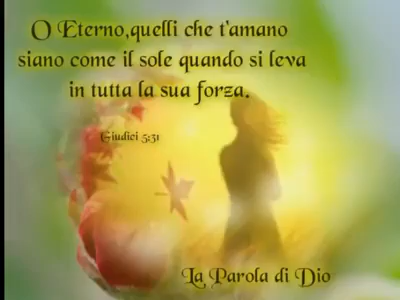 O Eterno,quelli che t'amano
siano come il sole quando si leva
in tutta la sua forza.
Giudici 5:31
La Parola di Dio